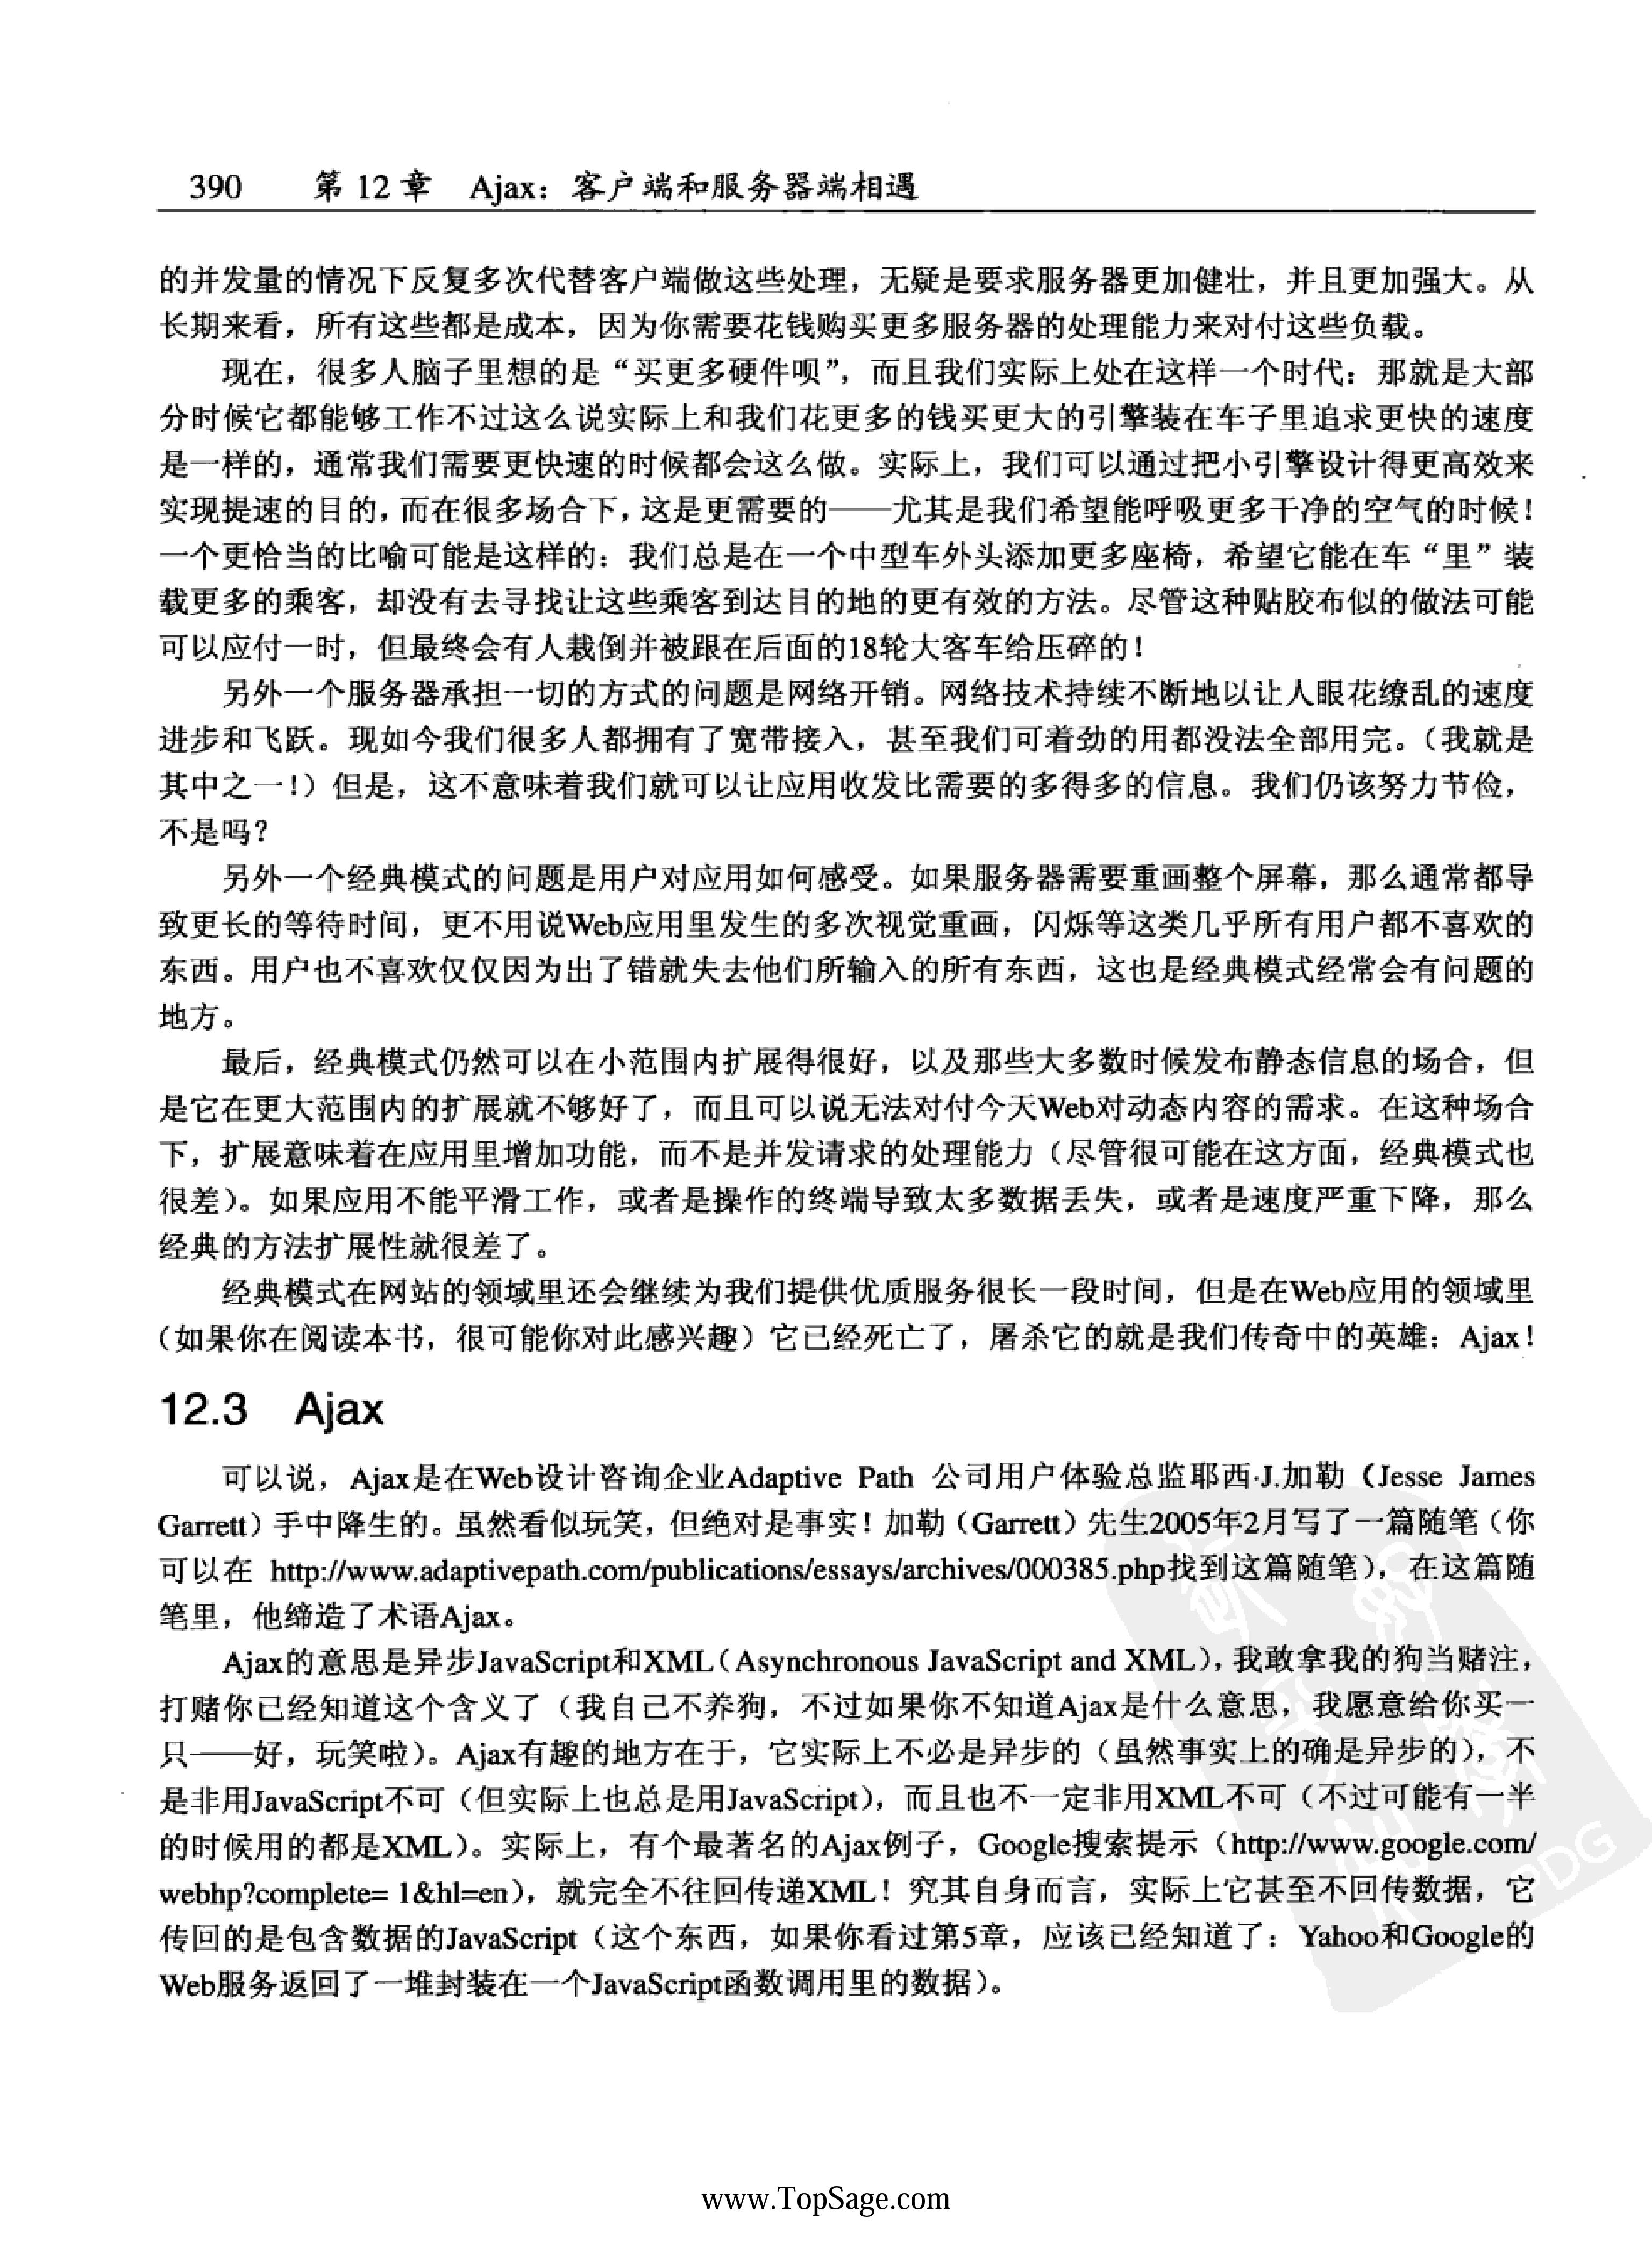 390 第 12 章 Ajax：客户端和服务器端相遇
的并发量的情况下反复多次代替客户端做这些处理，无疑是要求服务器更加健壮，并且更加强大。从
长期来看，所有这些都是成本，因为你需要花钱购买更多服务器的处理能力来对付这些负载。
现在，很多人脑子里想的是“买更多硬件呗”，而且我们实际上处在这样一个时代：那就是大部
分时候它都能够工作不过这么说实际上和我们花更多的钱买更大的引擎装在车子里追求更快的速度
是一样的，通常我们需要更快速的时候都会这么做。实际上，我们可以通过把小引擎设计得更高效来
实现提速的目的，而在很多场合下，这是更需要的——尤其是我们希望能呼吸更多干净的空气的时候！
一个更恰当的比喻可能是这样的：我们总是在一个中型车外头添加更多座椅，希望它能在车“里”装
载更多的乘客，却没有去寻找让这些乘客到达目的地的更有效的方法。尽管这种贴胶布似的做法可能
可以应付一时，但最终会有人栽倒并被跟在后面的18轮大客车给压碎的！
另外一个服务器承担一切的方式的问题是网络开销。网络技术持续不断地以让人眼花缭乱的速度
进步和飞跃。现如今我们很多人都拥有了宽带接入，甚至我们可着劲的用都没法全部用完。（我就是
其中之一！）但是，这不意味着我们就可以让应用收发比需要的多得多的信息。我们仍该努力节俭，
不是吗？
另外一个经典模式的问题是用户对应用如何感受。如果服务器需要重画整个屏幕，那么通常都导
致更长的等待时间，更不用说Web应用里发生的多次视觉重画，闪烁等这类几乎所有用户都不喜欢的
东西。用户也不喜欢仅仅因为出了错就失去他们所输入的所有东西，这也是经典模式经常会有问题的
地方。
最后，经典模式仍然可以在小范围内扩展得很好，以及那些大多数时候发布静态信息的场合，但
是它在更大范围内的扩展就不够好了，而且可以说无法对付今天Web对动态内容的需求。在这种场合
下，扩展意味着在应用里增加功能，而不是并发请求的处理能力（尽管很可能在这方面，经典模式也
很差）。如果应用不能平滑工作，或者是操作的终端导致太多数据丢失，或者是速度严重下降，那么
经典的方法扩展性就很差了。
经典模式在网站的领域里还会继续为我们提供优质服务很长一段时间，但是在Web应用的领域里
（如果你在阅读本书，很可能你对此感兴趣）它已经死亡了，屠杀它的就是我们传奇中的英雄：Ajax！
12.3 Ajax
可以说，Ajax是在Web设计咨询企业Adaptive Path 公司用户体验总监耶西·J.加勒（Jesse James
Garrett）手中降生的。虽然看似玩笑，但绝对是事实！加勒（Garrett）先生2005年2月写了一篇随笔（你
可以在 http://www.adaptivepath.com/publications/essays/archives/000385.php找到这篇随笔），在这篇随
笔里，他缔造了术语Ajax。
Ajax的意思是异步JavaScript和XML（Asynchronous JavaScript and XML），我敢拿我的狗当赌注，
打赌你已经知道这个含义了（我自己不养狗，不过如果你不知道Ajax是什么意思，我愿意给你买一
只——好，玩笑啦）。Ajax有趣的地方在于，它实际上不必是异步的（虽然事实上的确是异步的），不
是非用JavaScript不可（但实际上也总是用JavaScript），而且也不一定非用XML不可（不过可能有一半
的时候用的都是XML）。实际上，有个最著名的Ajax例子，Google搜索提示（http://www.google.com/
webhp?complete= 1&hl=en），就完全不往回传递XML！究其自身而言，实际上它甚至不回传数据，它
传回的是包含数据的JavaScript（这个东西，如果你看过第5章，应该已经知道了：Yahoo和Google的
Web服务返回了一堆封装在一个JavaScript函数调用里的数据）。
PDG
www.TopSage.com